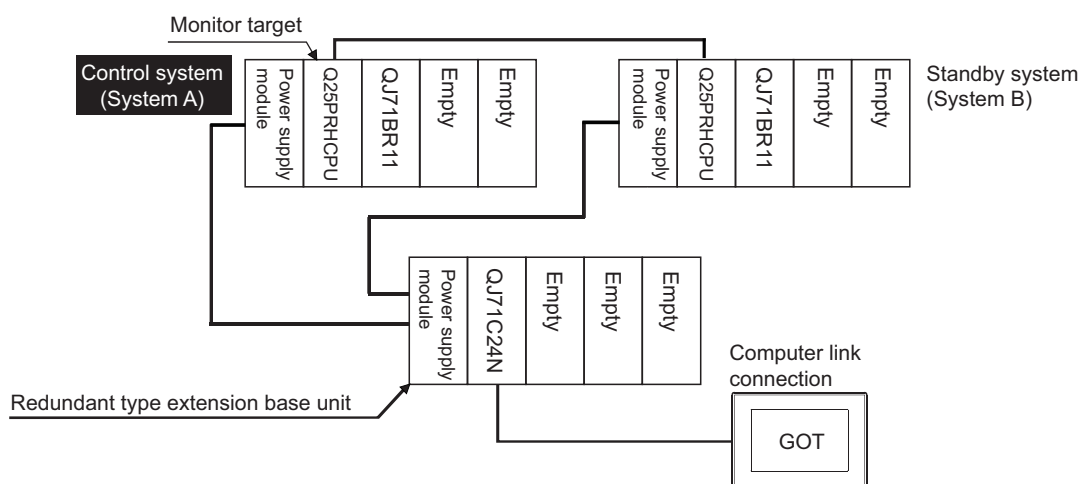 Monitor target
Control system
(System A)
Power supply
module
Q25PRHCPU
QJ71BR11
Empty
Empty
Power supply
module
Q25PRHCPU
QJ71BR11
Empty
Empty
Standby system
(System B)
Power supply
module
QJ71C24N
Empty
Empty
Empty
Redundant type extension base unit
Computer link
connection
GOT